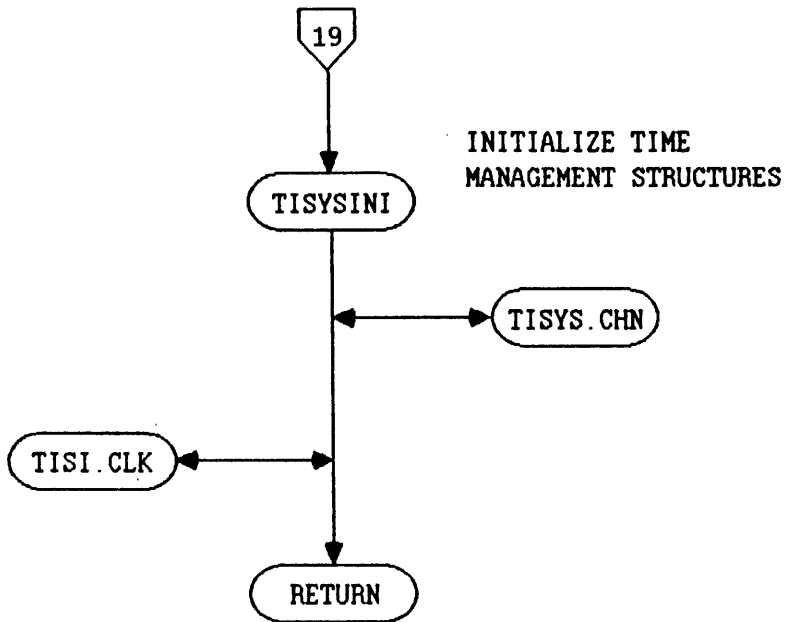 19
INITIALIZE TIME
MANAGEMENT STRUCTURES
TISYSINI
TISYS.CHN
TISI.CLK
RETURN